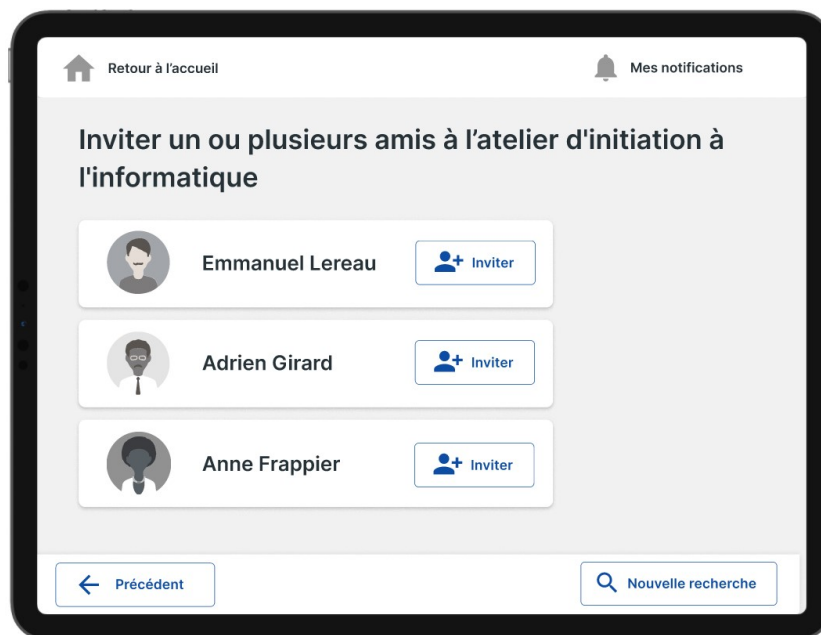 Retour à l’accueil
Mes notifications
Inviter un ou plusieurs amis à l’atelier d'initiation à
l'informatique
Emmanuel Lereau
Inviter
Adrien Girard
Inviter
Anne Frappier
Inviter
Précédent
Nouvelle recherche